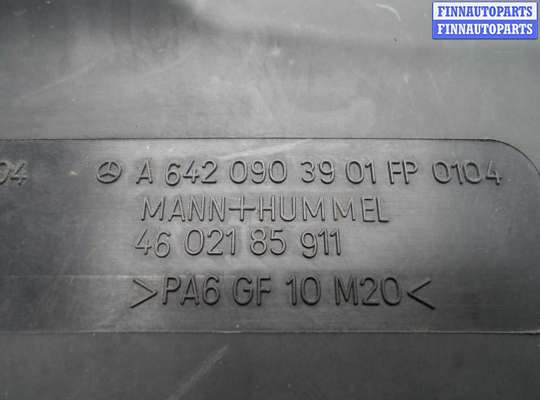 FINNAUTOPARTS
FINNAUTOPARTS
04 A 642 090 39 01 FP 0104
MANN+HUMMEL
46 021 85 911
>PA6 GF 10 M20<